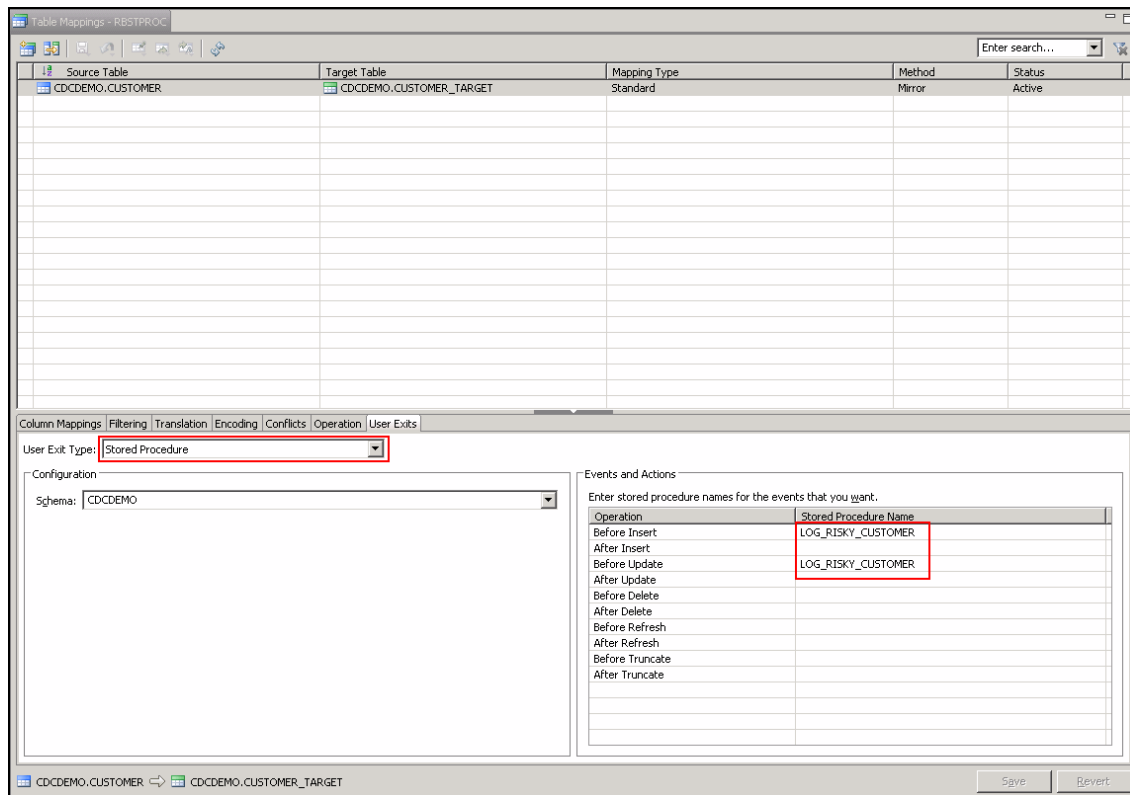 Table Mappings - RBSTPROC
Enter search...
Source Table Target Table Mapping Type Method Status
CDCDEMO.CUSTOMER CDCDEMO.CUSTOMER_TARGET Standard Mirror Active
Column Mappings Filtering Translation Encoding Conflicts Operation User Exits
User Exit Type: Stored Procedure
Configuration
Schema: CDCDEMO
Events and Actions
Enter stored procedure names for the events that you want.
Operation Stored Procedure Name
Before Insert LOG_RISKY_CUSTOMER
After Insert
Before Update LOG_RISKY_CUSTOMER
After Update
Before Delete
After Delete
Before Refresh
After Refresh
Before Truncate
After Truncate
CDCDEMO.CUSTOMER CDCDEMO.CUSTOMER_TARGET
Save Revert